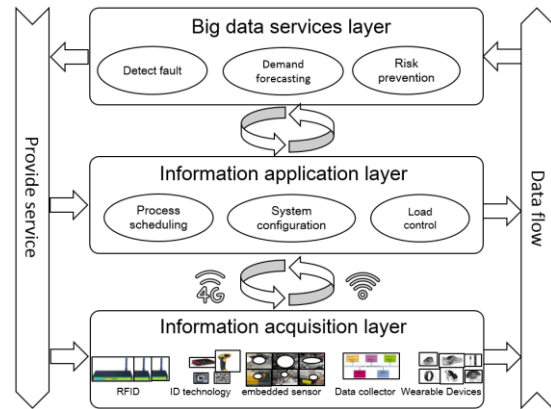 Big data services layer
Detect fault
Demand
forecasting
Risk
prevention
Provide service
Data flow
Information application layer
Process
scheduling
System
configuration
Load
control
4G
Information acquisition layer
RFID
ID technology
embedded sensor
Data collector
Wearable Devices